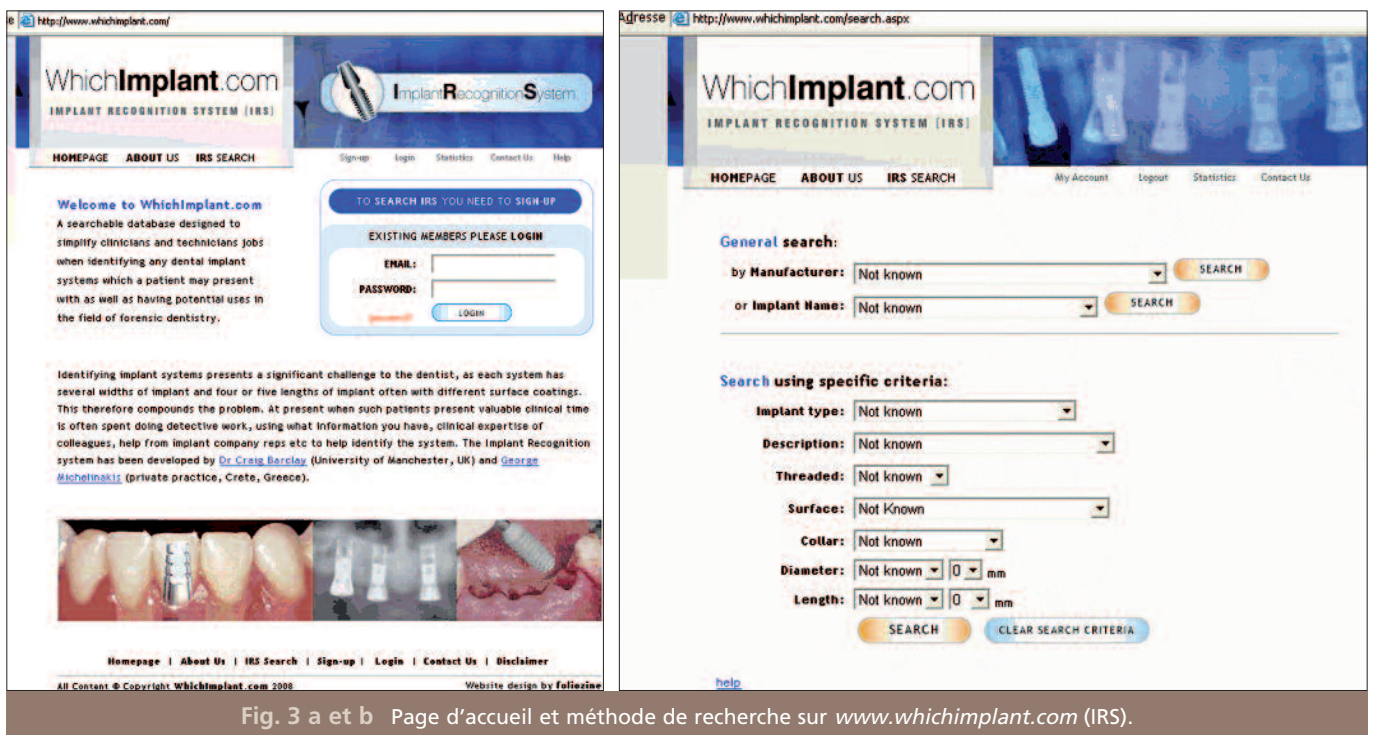 se http://www.whichimplant.com/
WhichImplant.com
IMPLANT RECOGNITION SYSTEM [IRS]
ImplantRecognitionSystem.
HOMEPAGE ABOUT US IRS SEARCH
Sign-up Login Statistics Contact Us Help
Welcome to WhichImplant.com
A searchable database designed to
simplify clinicians and technicians jobs
when identifying any dental implant
systems which a patient may present
with as well as having potential uses in
the field of forensic dentistry.
TO SEARCH IRS YOU NEED TO SIGN-UP
EXISTING MEMBERS PLEASE LOGIN
EMAIL:
PASSWORD:
LOGIN
Identifying implant systems presents a significant challenge to the dentist, as each system has
several widths of implant and four or five lengths of implant often with different surface coatings.
This therefore compounds the problem. At present when such patients present valuable clinical time
is often spent doing detective work, using what information you have, clinical expertise of
colleagues, help from implant company reps etc to help identify the system. The Implant Recognition
system has been developed by Dr Craig Barclay (University of Manchester, UK) and George
Michelinakis (private practice, Crete, Greece).
Homepage | About Us | IRS Search | Sign-up | Login | Contact Us | Disclaimer
All Content © Copyright WhichImplant.com 2008 Website design by foliozine
Adresse http://www.whichimplant.com/search.aspx
WhichImplant.com
IMPLANT RECOGNITION SYSTEM [IRS]
HOMEPAGE ABOUT US IRS SEARCH
My Account Logout Statistics Contact Us
General search:
by Manufacturer: Not known SEARCH
or Implant Name: Not known SEARCH
Search using specific criteria:
Implant type: Not known
Description: Not known
Threaded: Not known
Surface: Not Known
Collar: Not known
Diameter: Not known 0 mm
Length: Not known 0 mm
SEARCH CLEAR SEARCH CRITERIA
help
Fig. 3 a et b Page d'accueil et méthode de recherche sur www.whichimplant.com (IRS).